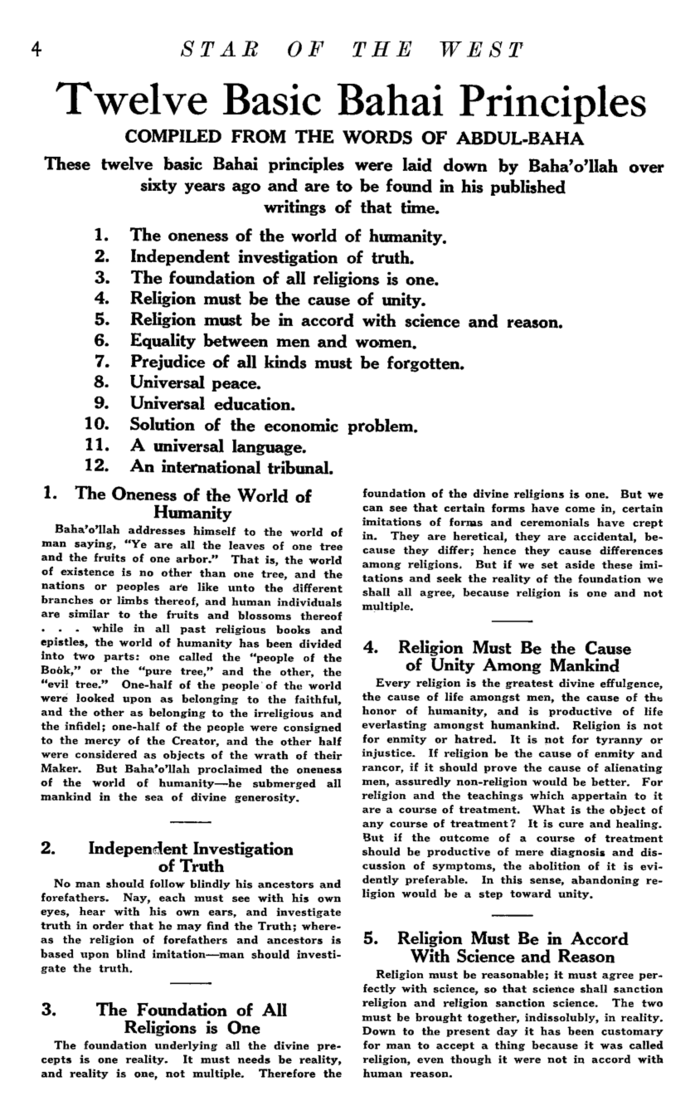 4 STAR OF THE WEST
Twelve Basic Bahai Principles
COMPILED FROM THE WORDS OF ABDUL-BAHA
These twelve basic Bahai principles were laid down by Baha'o'llah over
sixty years ago and are to be found in his published
writings of that time.
1. The oneness of the world of humanity.
2. Independent investigation of truth.
3. The foundation of all religions is one.
4. Religion must be the cause of unity.
5. Religion must be in accord with science and reason.
6. Equality between men and women.
7. Prejudice of all kinds must be forgotten.
8. Universal peace.
9. Universal education.
10. Solution of the economic problem.
11. A universal language.
12. An international tribunal.
1. The Oneness of the World of
Humanity
Baha'o'llah addresses himself to the world of
man saying, "Ye are all the leaves of one tree
and the fruits of one arbor." That is, the world
of existence is no other than one tree, and the
nations or peoples are like unto the different
branches or limbs thereof, and human individuals
are similar to the fruits and blossoms thereof
. . . while in all past religious books and
epistles, the world of humanity has been divided
into two parts: one called the "people of the
Book," or the "pure tree," and the other, the
"evil tree." One-half of the people of the world
were looked upon as belonging to the faithful,
and the other as belonging to the irreligious and
the infidel; one-half of the people were consigned
to the mercy of the Creator, and the other half
were considered as objects of the wrath of their
Maker. But Baha'o'llah proclaimed the oneness
of the world of humanity—he submerged all
mankind in the sea of divine generosity.
2. Independent Investigation
of Truth
No man should follow blindly his ancestors and
forefathers. Nay, each must see with his own
eyes, hear with his own ears, and investigate
truth in order that he may find the Truth; where-
as the religion of forefathers and ancestors is
based upon blind imitation—man should investi-
gate the truth.
3. The Foundation of All
Religions is One
The foundation underlying all the divine pre-
cepts is one reality. It must needs be reality,
and reality is one, not multiple. Therefore the
foundation of the divine religions is one. But we
can see that certain forms have come in, certain
imitations of forms and ceremonials have crept
in. They are heretical, they are accidental, be-
cause they differ; hence they cause differences
among religions. But if we set aside these imi-
tations and seek the reality of the foundation we
shall all agree, because religion is one and not
multiple.
4. Religion Must Be the Cause
of Unity Among Mankind
Every religion is the greatest divine effulgence,
the cause of life amongst men, the cause of the
honor of humanity, and is productive of life
everlasting amongst humankind. Religion is not
for enmity or hatred. It is not for tyranny or
injustice. If religion be the cause of enmity and
rancor, if it should prove the cause of alienating
men, assuredly non-religion would be better. For
religion and the teachings which appertain to it
are a course of treatment. What is the object of
any course of treatment? It is cure and healing.
But if the outcome of a course of treatment
should be productive of mere diagnosis and dis-
cussion of symptoms, the abolition of it is evi-
dently preferable. In this sense, abandoning re-
ligion would be a step toward unity.
5. Religion Must Be in Accord
With Science and Reason
Religion must be reasonable; it must agree per-
fectly with science, so that science shall sanction
religion and religion sanction science. The two
must be brought together, indissolubly, in reality.
Down to the present day it has been customary
for man to accept a thing because it was called
religion, even though it were not in accord with
human reason.